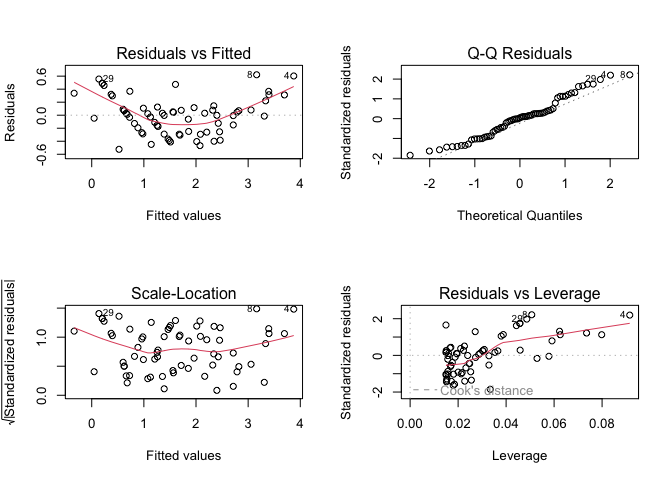 Residuals vs Fitted
Residuals
-0.6 0.0 0.6
29 8 4
0 1 2 3 4
Fitted values
Q-Q Residuals
Standardized residuals
-2 0 1 2
29 4 8
-2 -1 0 1 2
Theoretical Quantiles
Scale-Location
√|Standardized residuals|
0.0 1.0
29 8 4
0 1 2 3 4
Fitted values
Residuals vs Leverage
Standardized residuals
-2 0 2
8 4
Cook's distance
0.00 0.02 0.04 0.06 0.08
Leverage